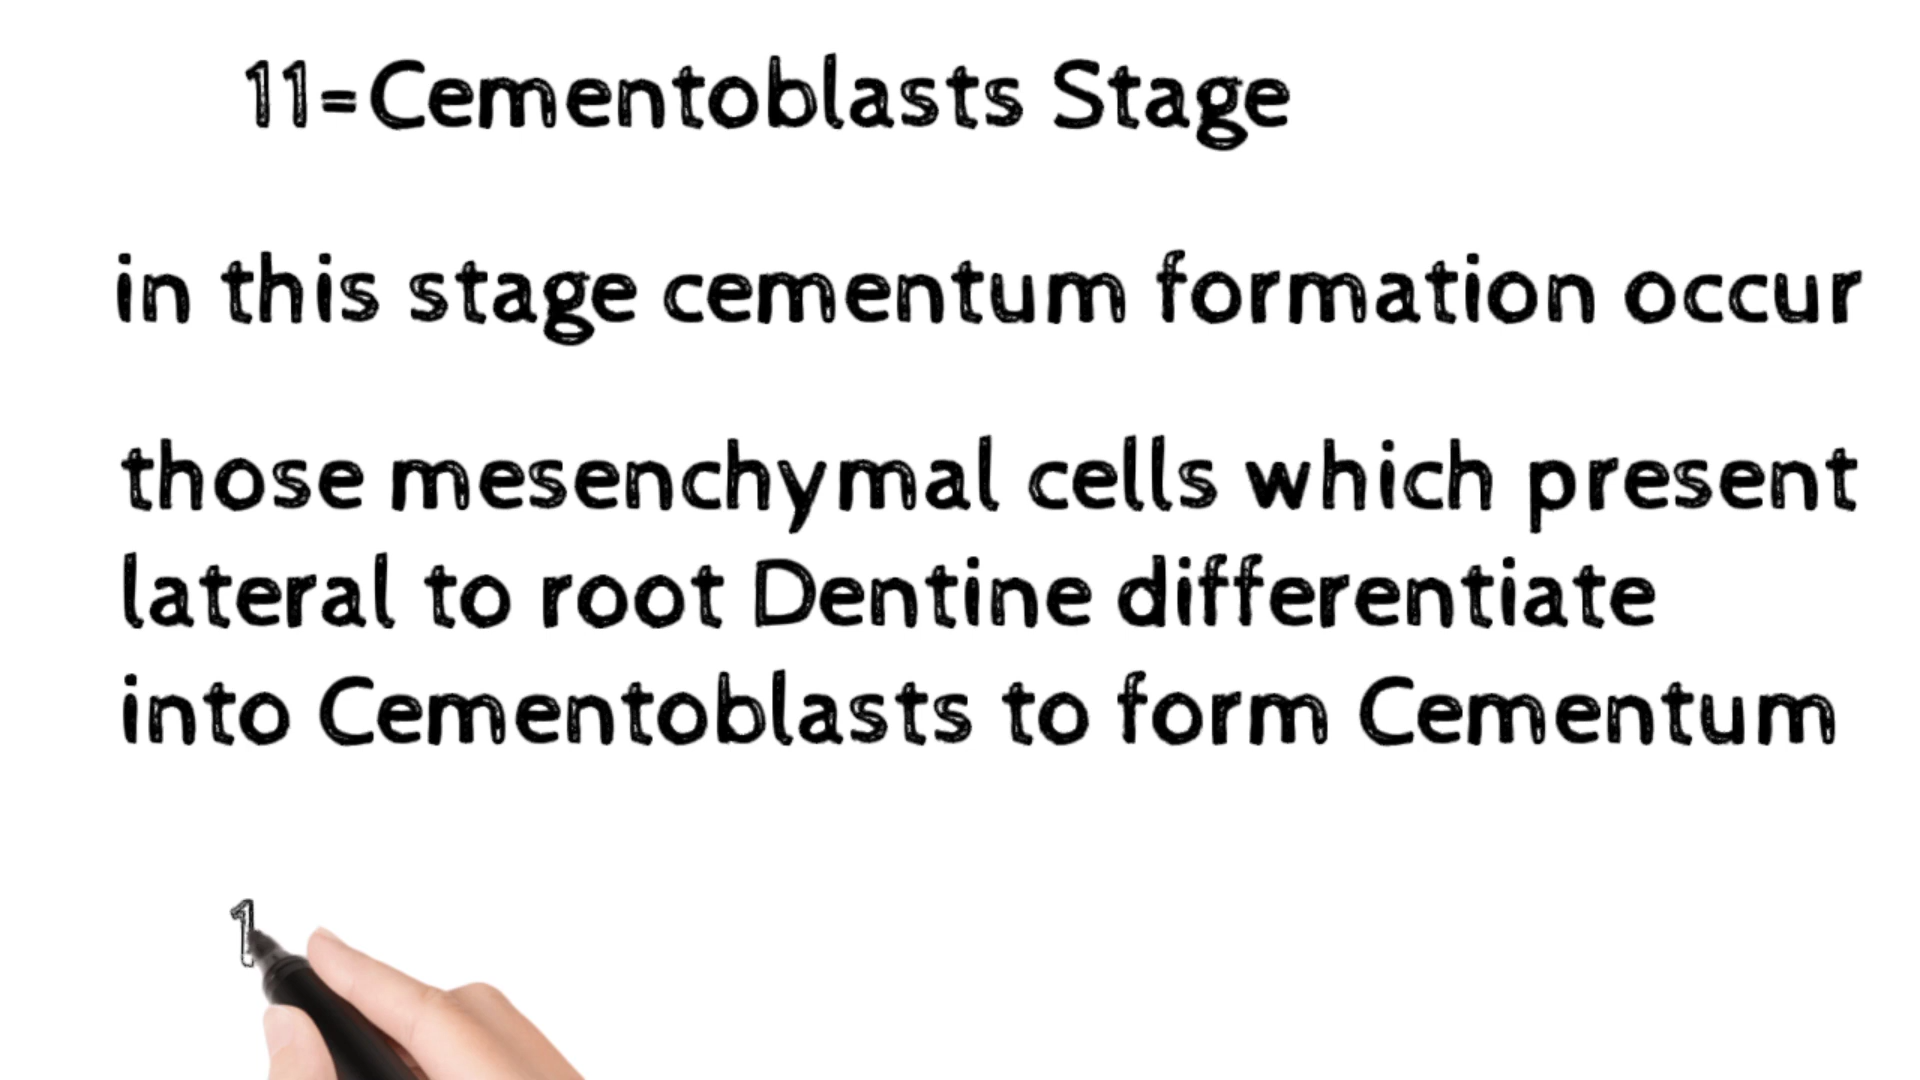 11=Cementoblasts Stage
in this stage cementum formation occur
those mesenchymal cells which present
lateral to root Dentine differentiate
into Cementoblasts to form Cementum
1